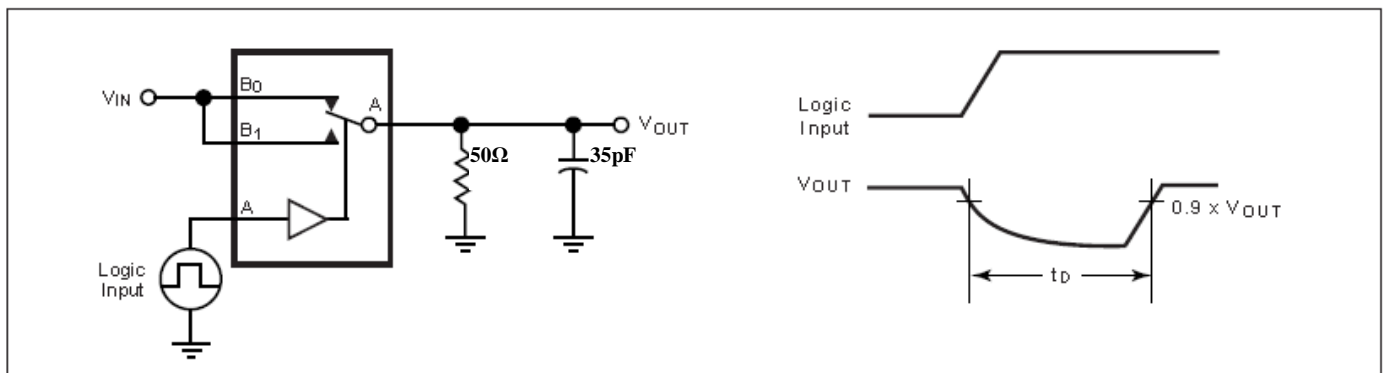 VIN
B0
B1
A
A
Logic
Input
50Ω
35pF
VOUT
Logic
Input
VOUT
0.9 x VOUT
tD